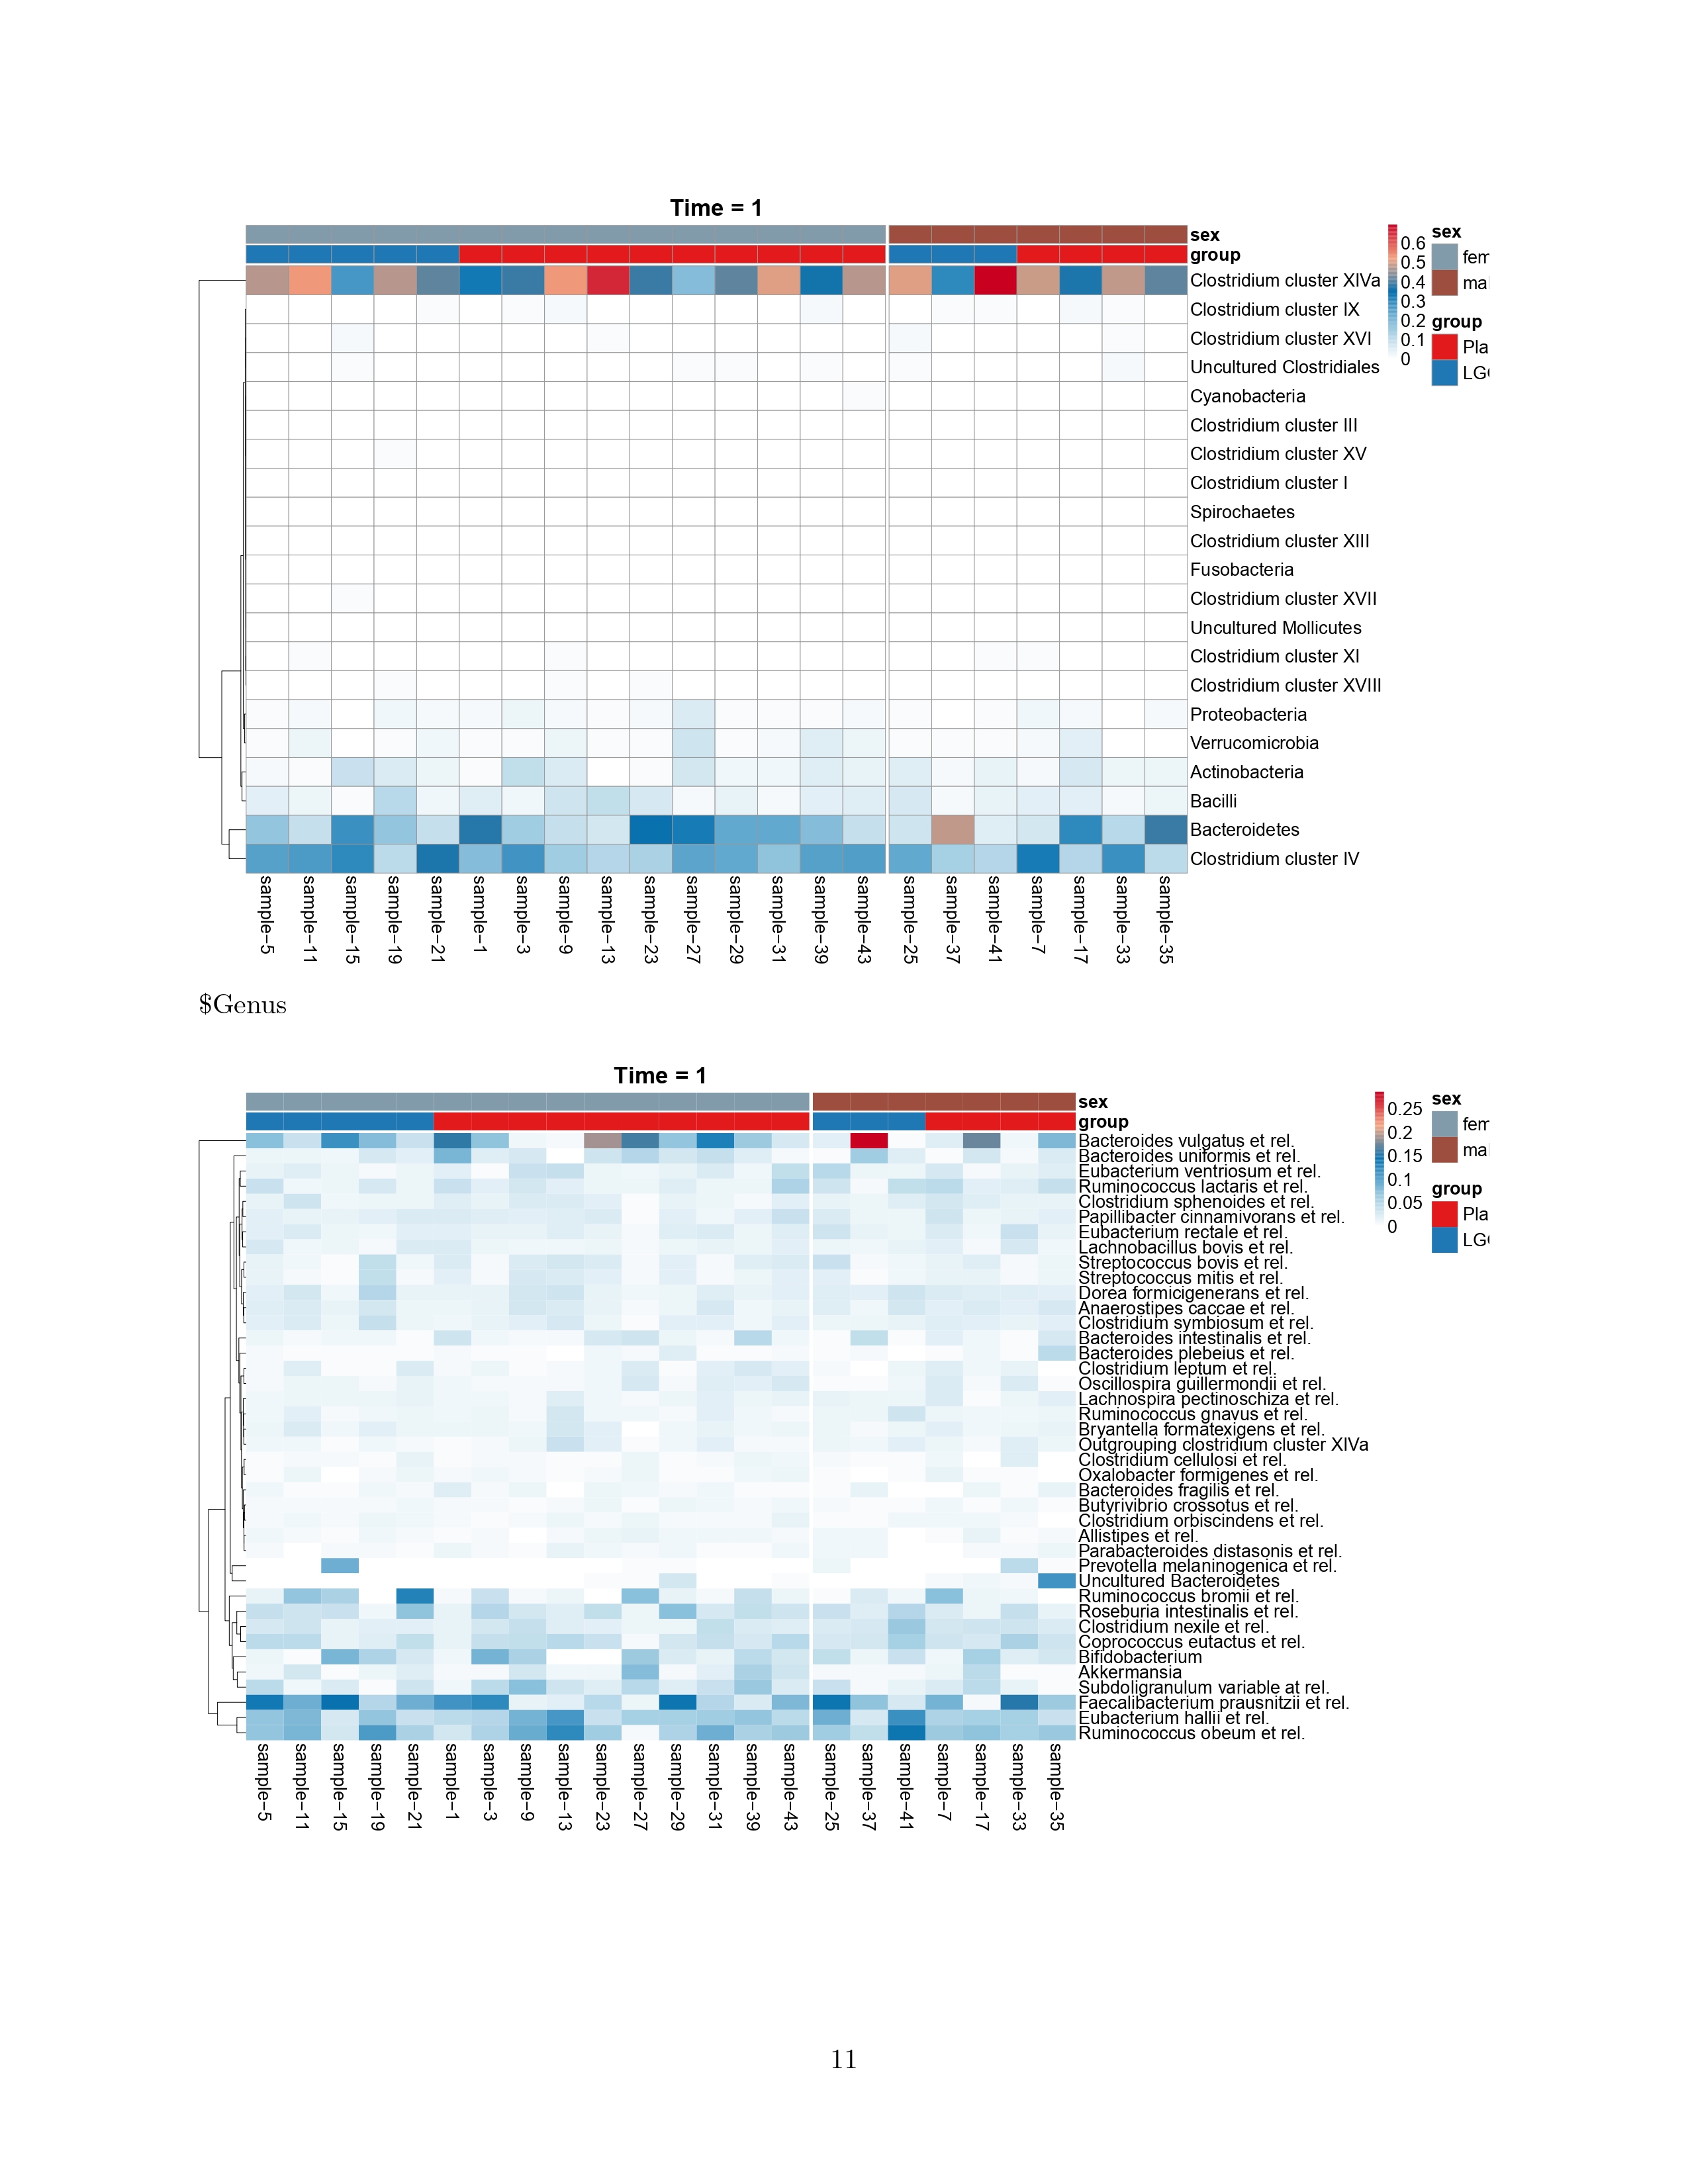 Time = 1
sex
group
Clostridium cluster XIVa
Clostridium cluster IX
Clostridium cluster XVI
Uncultured Clostridiales
Cyanobacteria
Clostridium cluster III
Clostridium cluster XV
Clostridium cluster I
Spirochaetes
Clostridium cluster XIII
Fusobacteria
Clostridium cluster XVII
Uncultured Mollicutes
Clostridium cluster XI
Clostridium cluster XVIII
Proteobacteria
Verrucomicrobia
Actinobacteria
Bacilli
Bacteroidetes
Clostridium cluster IV
sample−5
sample−11
sample−15
sample−19
sample−21
sample−1
sample−3
sample−9
sample−13
sample−23
sample−27
sample−29
sample−31
sample−39
sample−43
sample−25
sample−37
sample−41
sample−7
sample−17
sample−33
sample−35
0.6
0.5
0.4
0.3
0.2
0.1
0
sex
fem
mal
group
Pla
LGG
$Genus
Time = 1
sex
group
Bacteroides vulgatus et rel.
Bacteroides uniformis et rel.
Eubacterium ventriosum et rel.
Ruminococcus lactaris et rel.
Clostridium sphenoides et rel.
Papillibacter cinnamivorans et rel.
Eubacterium rectale et rel.
Lachnobacillus bovis et rel.
Streptococcus bovis et rel.
Streptococcus mitis et rel.
Dorea formicigenerans et rel.
Anaerostipes caccae et rel.
Clostridium symbiosum et rel.
Bacteroides intestinalis et rel.
Bacteroides plebeius et rel.
Clostridium leptum et rel.
Oscillospira guillermondii et rel.
Lachnospira pectinoschiza et rel.
Ruminococcus gnavus et rel.
Bryantella formatexigens et rel.
Outgrouping clostridium cluster XIVa
Clostridium cellulosi et rel.
Oxalobacter formigenes et rel.
Bacteroides fragilis et rel.
Butyrivibrio crossotus et rel.
Clostridium orbiscindens et rel.
Allistipes et rel.
Parabacteroides distasonis et rel.
Prevotella melaninogenica et rel.
Uncultured Bacteroidetes
Ruminococcus bromii et rel.
Roseburia intestinalis et rel.
Clostridium nexile et rel.
Coprococcus eutactus et rel.
Bifidobacterium
Akkermansia
Subdoligranulum variable at rel.
Faecalibacterium prausnitzii et rel.
Eubacterium hallii et rel.
Ruminococcus obeum et rel.
sample−5
sample−11
sample−15
sample−19
sample−21
sample−1
sample−3
sample−9
sample−13
sample−23
sample−27
sample−29
sample−31
sample−39
sample−43
sample−25
sample−37
sample−41
sample−7
sample−17
sample−33
sample−35
0.25
0.2
0.15
0.1
0.05
0
sex
fem
mal
group
Pla
LGG
11